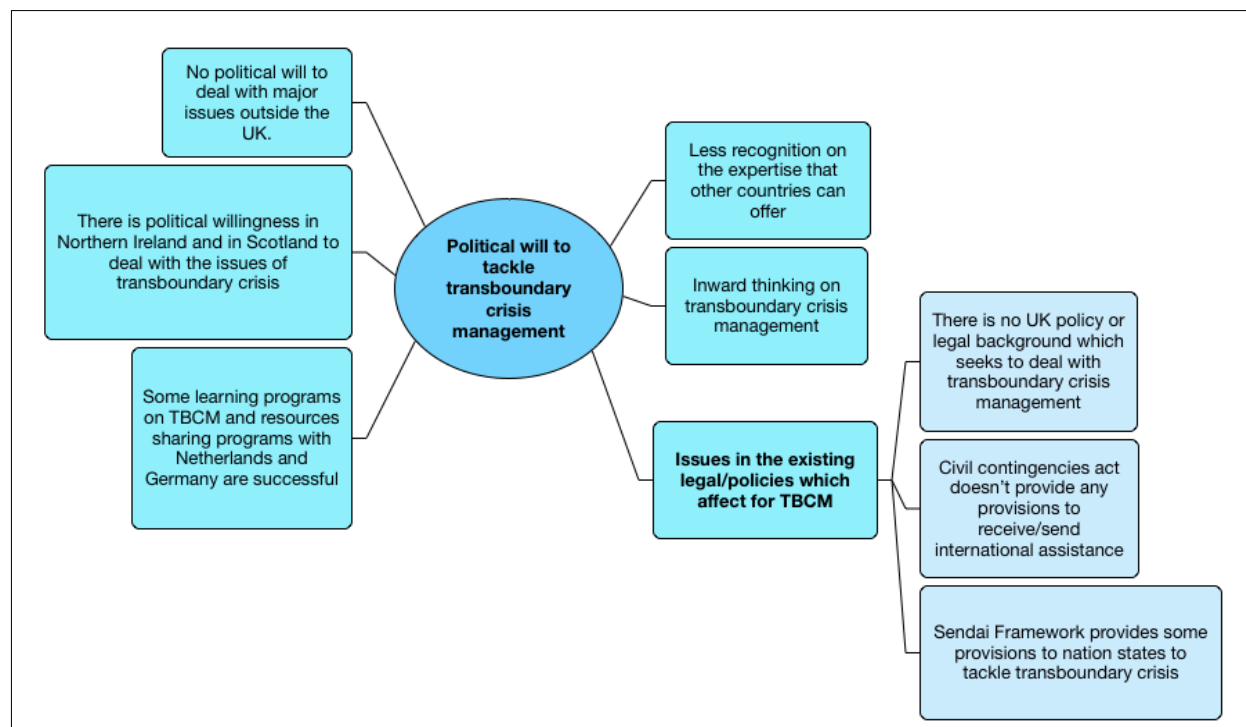 No political will to
deal with major
issues outside the
UK.
There is political willingness in
Northern Ireland and in Scotland to
deal with the issues of
transboundary crisis
Some learning programs
on TBCM and resources
sharing programs with
Netherlands and
Germany are successful
Political will to
tackle
transboundary
crisis
management
Less recognition on
the expertise that
other countries can
offer
Inward thinking on
transboundary crisis
management
Issues in the existing
legal/policies which
affect for TBCM
There is no UK policy or
legal background which
seeks to deal with
transboundary crisis
management
Civil contingencies act
doesn't provide any
provisions to
receive/send
international assistance
Sendai Framework provides some
provisions to nation states to
tackle transboundary crisis